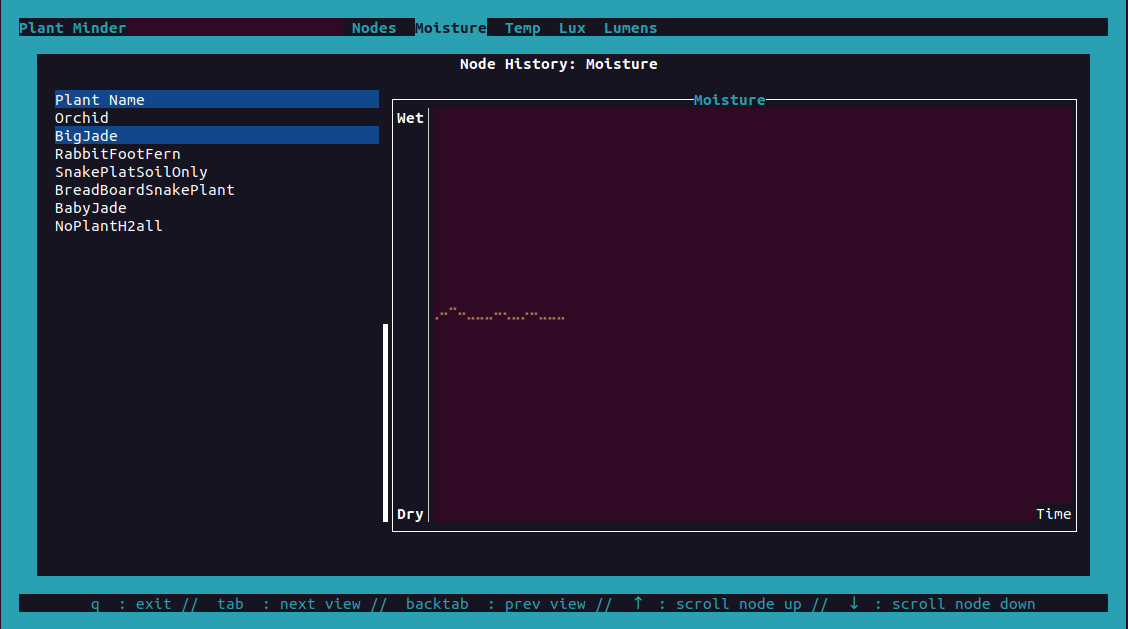 Plant Minder Nodes Moisture Temp Lux Lumens
Node History: Moisture
Plant Name
Orchid
BigJade
RabbitFootFern
SnakePlatSoilOnly
BreadBoardSnakePlant
BabyJade
NoPlantH2all
Moisture
Wet
Dry
Time
q : exit // tab : next view // backtab : prev view // ↑ : scroll node up // ↓ : scroll node down